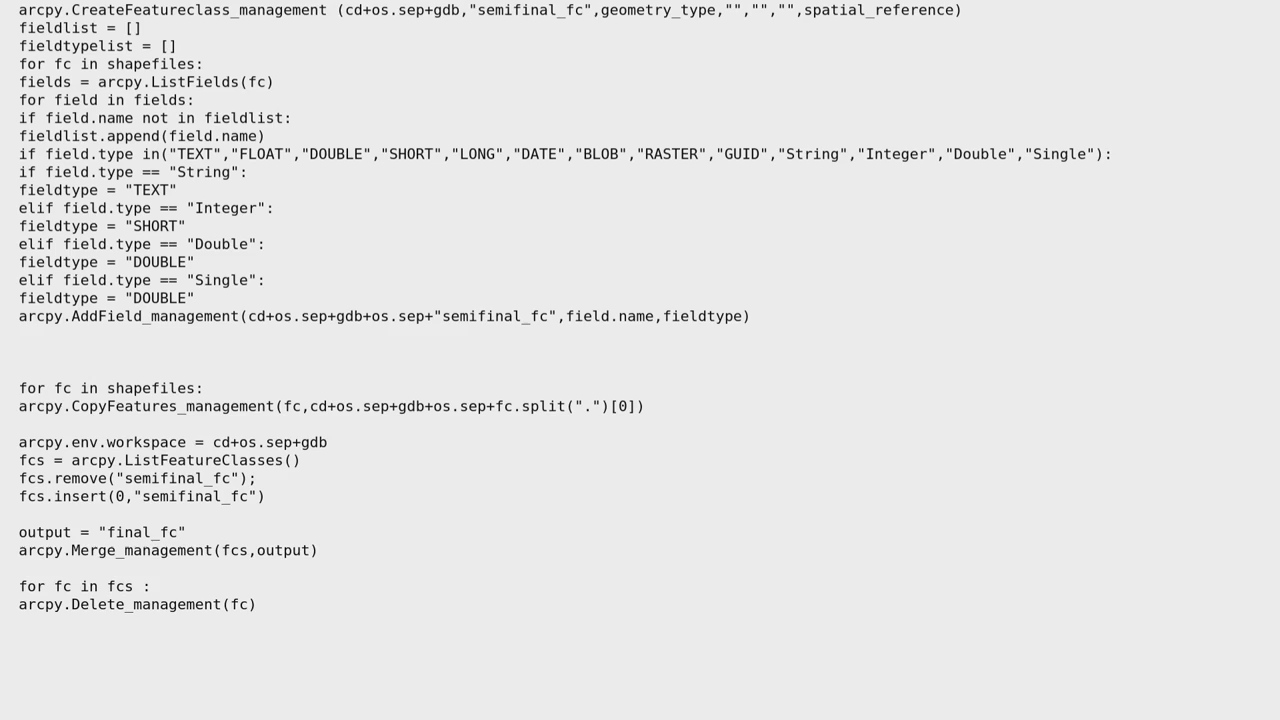 arcpy.CreateFeatureclass_management (cd+os.sep+gdb,"semifinal_fc",geometry_type,"","","",spatial_reference)
fieldlist = []
fieldtypelist = []
for fc in shapefiles:
fields = arcpy.ListFields(fc)
for field in fields:
if field.name not in fieldlist:
fieldlist.append(field.name)
if field.type in("TEXT","FLOAT","DOUBLE","SHORT","LONG","DATE","BLOB","RASTER","GUID","String","Integer","Double","Single"):
if field.type == "String":
fieldtype = "TEXT"
elif field.type == "Integer":
fieldtype = "SHORT"
elif field.type == "Double":
fieldtype = "DOUBLE"
elif field.type == "Single":
fieldtype = "DOUBLE"
arcpy.AddField_management(cd+os.sep+gdb+os.sep+"semifinal_fc",field.name,fieldtype)
for fc in shapefiles:
arcpy.CopyFeatures_management(fc,cd+os.sep+gdb+os.sep+fc.split(".")[0])
arcpy.env.workspace = cd+os.sep+gdb
fcs = arcpy.ListFeatureClasses()
fcs.remove("semifinal_fc");
fcs.insert(0,"semifinal_fc")
output = "final_fc"
arcpy.Merge_management(fcs,output)
for fc in fcs :
arcpy.Delete_management(fc)